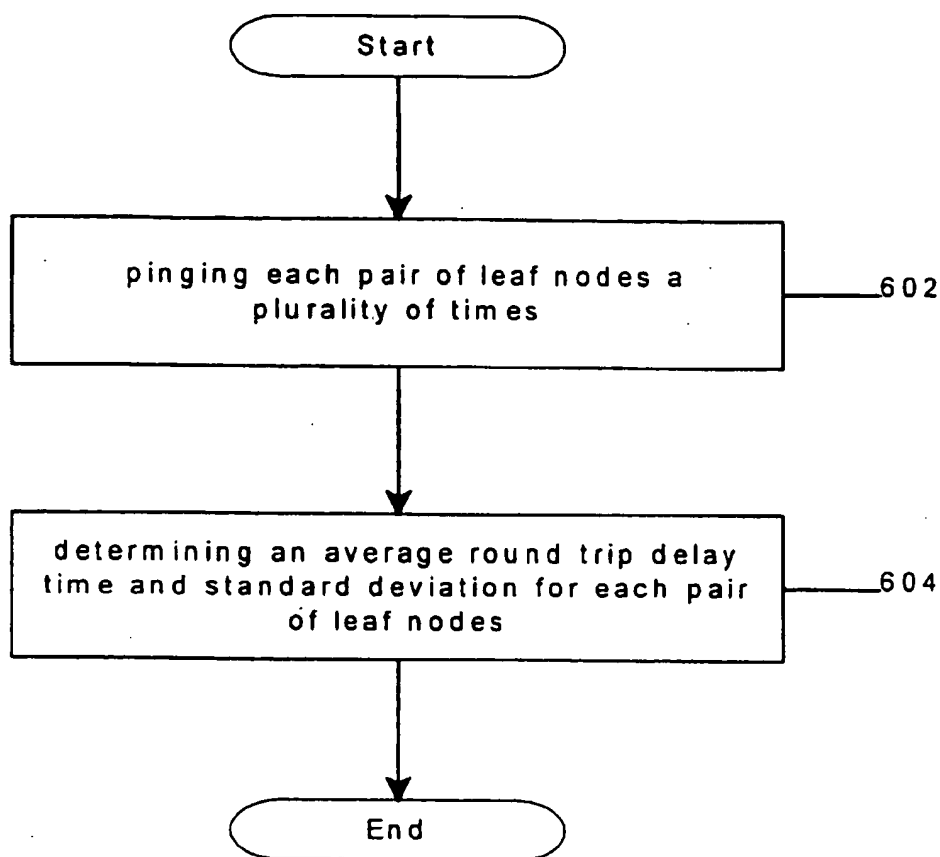 Start
pinging each pair of leaf nodes a
plurality of times
602
determining an average round trip delay
time and standard deviation for each pair
of leaf nodes
604
End